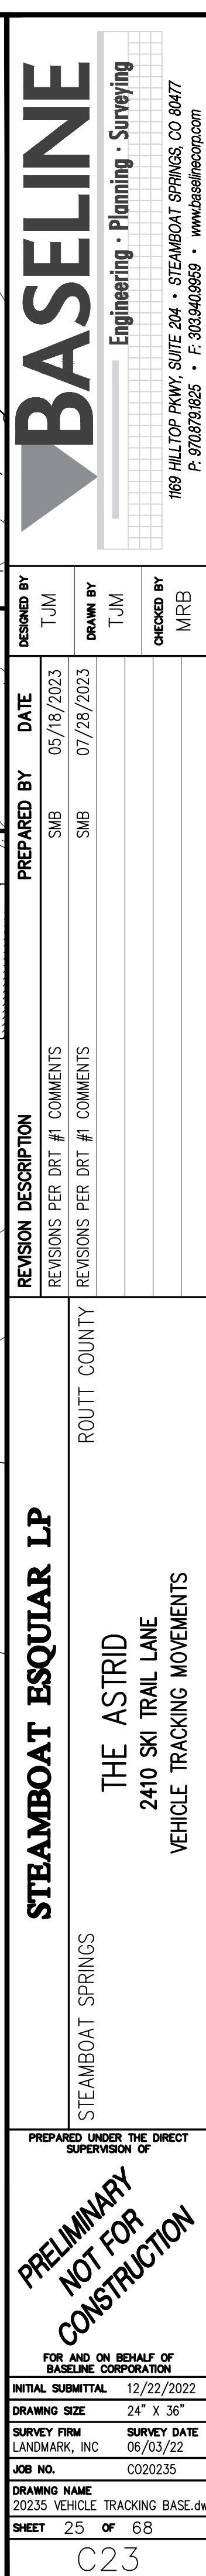 BASELINE
Engineering · Planning · Surveying
1169 HILLTOP PKWY, SUITE 204 • STEAMBOAT SPRINGS, CO 80477
P: 970.879.1825 • F: 303.940.9959 • www.baselinecorp.com
DESIGNED BY
TJM
DRAWN BY
TJM
CHECKED BY
MRB
REVISION DESCRIPTION PREPARED BY DATE
REVISIONS PER DRT #1 COMMENTS SMB 05/18/2023
REVISIONS PER DRT #1 COMMENTS SMB 07/28/2023
STEAMBOAT ESQUIAR LP
STEAMBOAT SPRINGS ROUTT COUNTY
THE ASTRID
2410 SKI TRAIL LANE
VEHICLE TRACKING MOVEMENTS
PREPARED UNDER THE DIRECT
SUPERVISION OF
PRELIMINARY
NOT FOR
CONSTRUCTION
FOR AND ON BEHALF OF
BASELINE CORPORATION
INITIAL SUBMITTAL 12/22/2022
DRAWING SIZE 24" X 36"
SURVEY FIRM SURVEY DATE
LANDMARK, INC 06/03/22
JOB NO. CO20235
DRAWING NAME
20235 VEHICLE TRACKING BASE.dw
SHEET 25 OF 68
C23